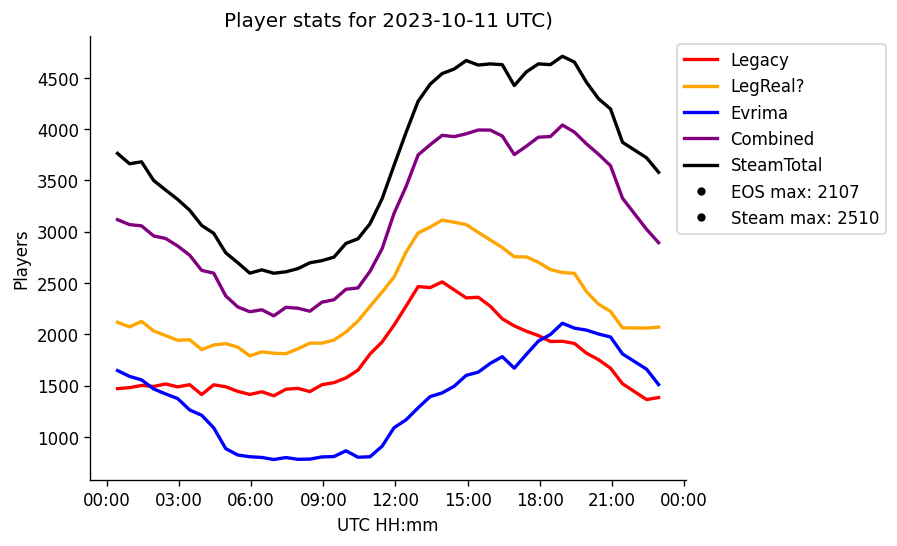 Player stats for 2023-10-11 UTC)
Legacy
LegReal?
Evrima
Combined
SteamTotal
EOS max: 2107
Steam max: 2510
4500
4000
3500
3000
2500
2000
1500
1000
Players
00:00 03:00 06:00 09:00 12:00 15:00 18:00 21:00 00:00
UTC HH:mm